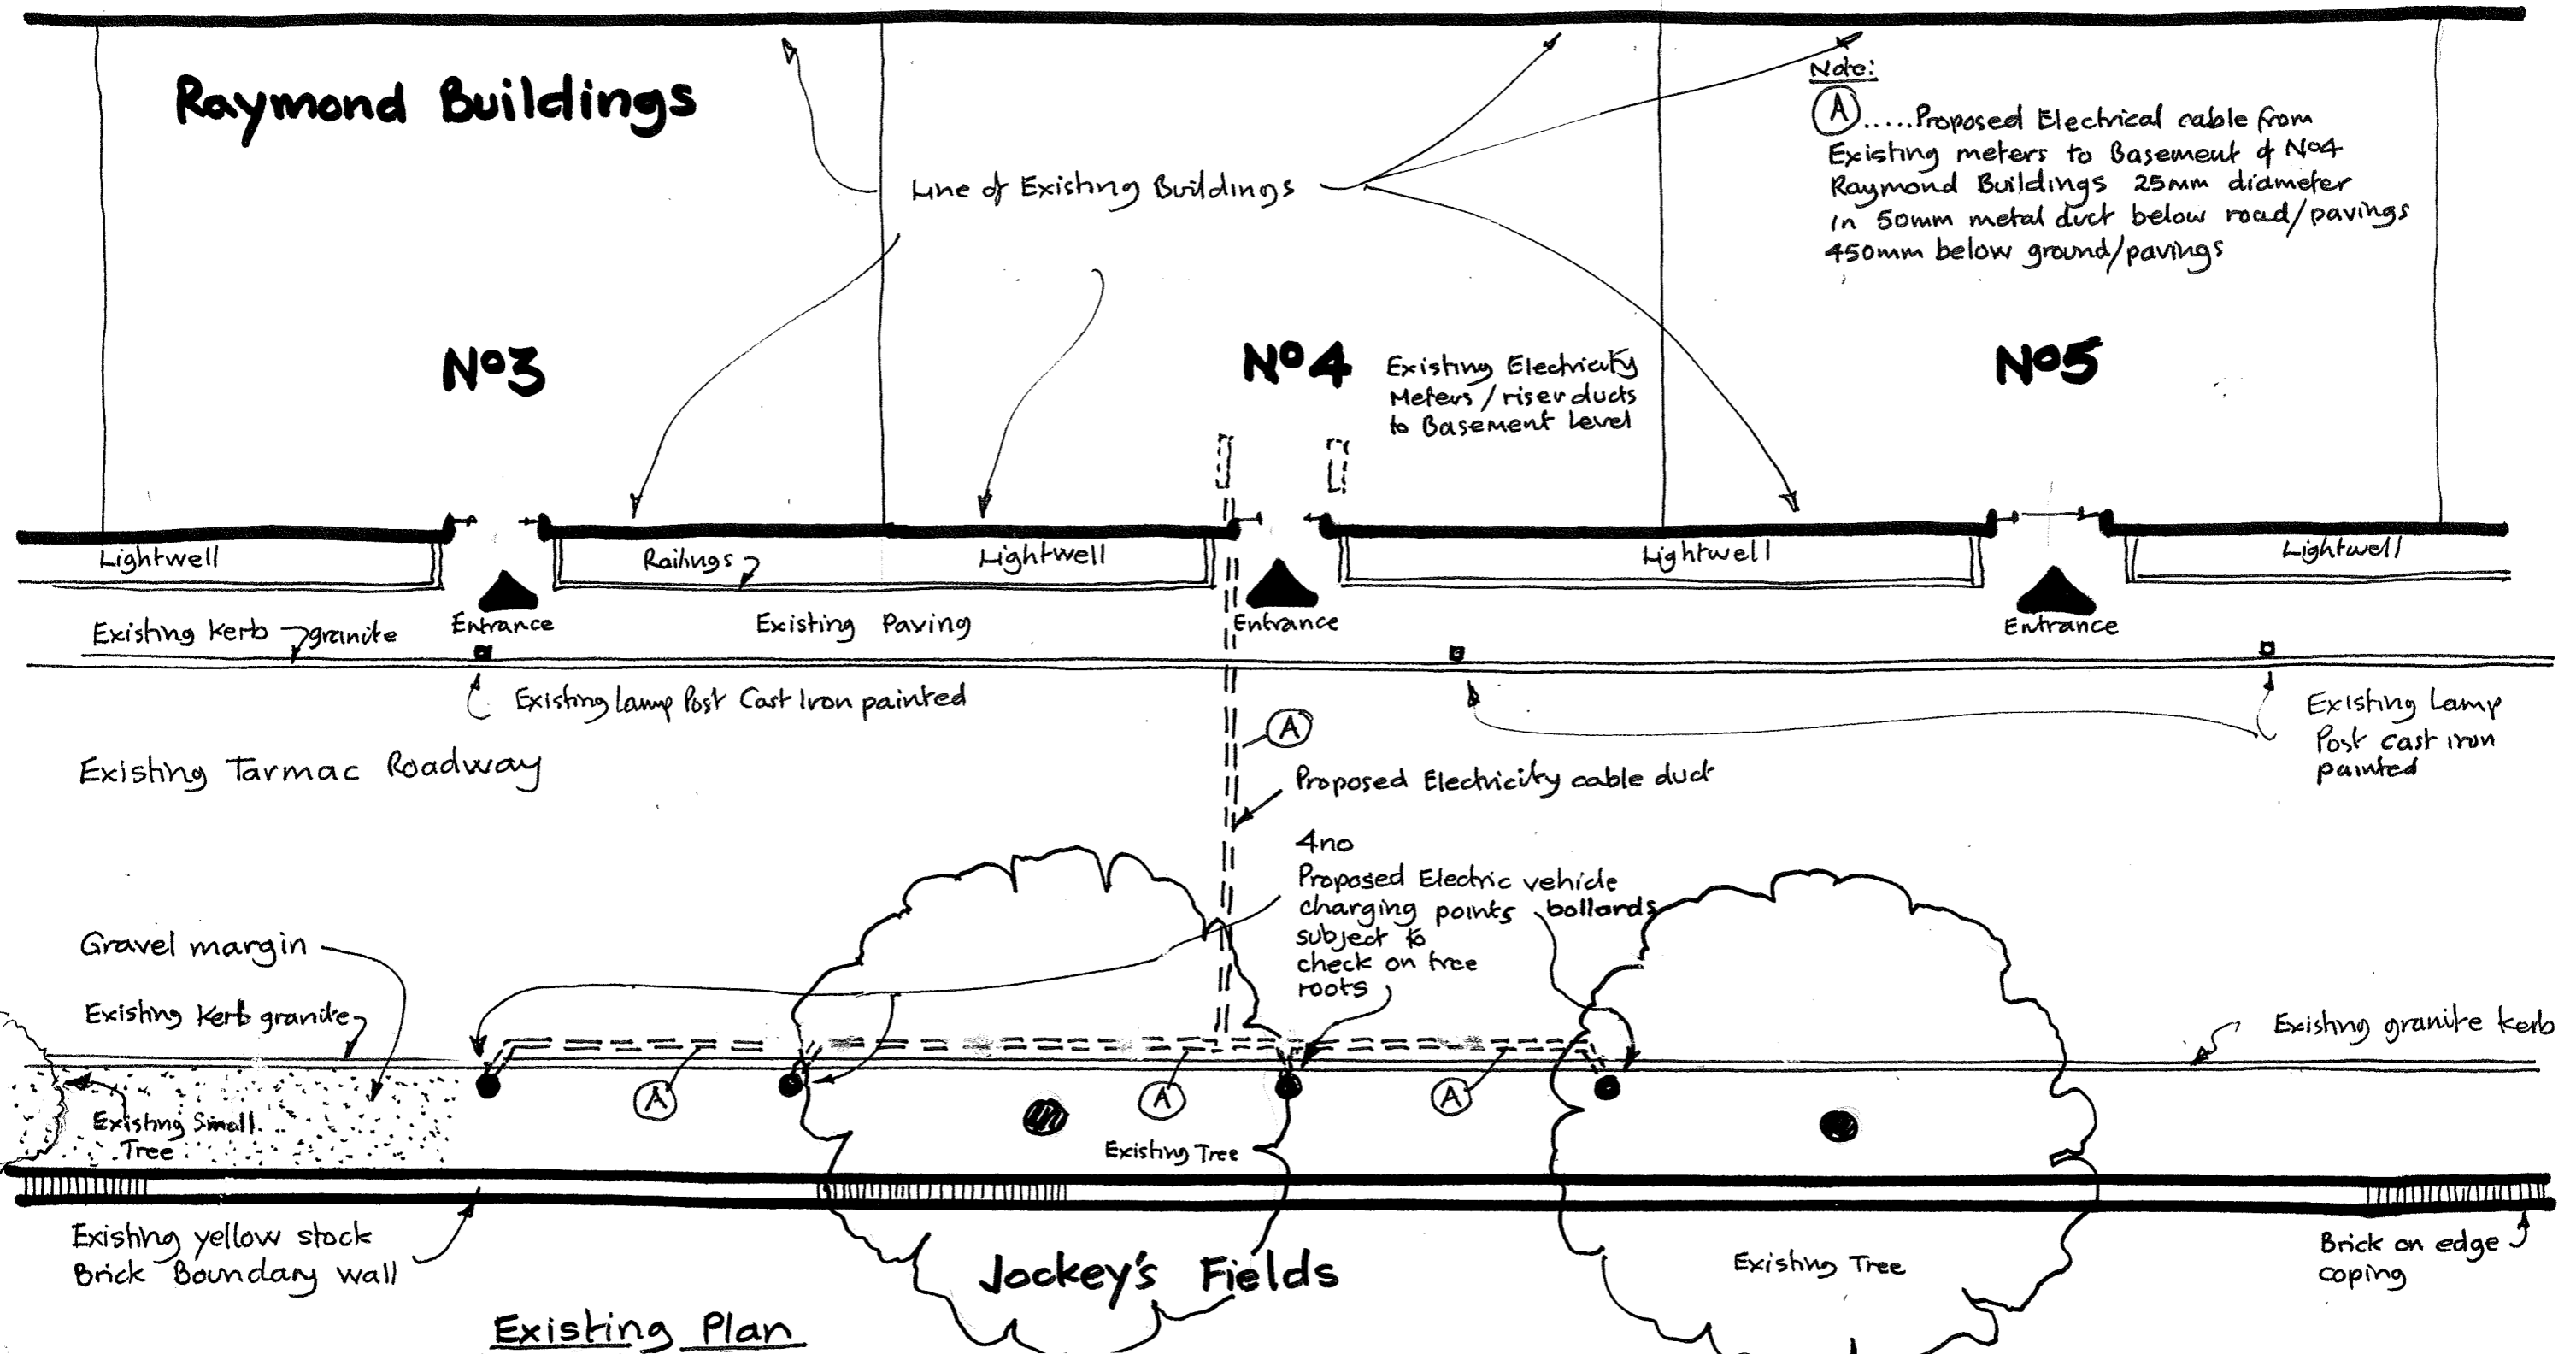 Raymond Buildings
Line of Existing Buildings
Note:
A.....Proposed Electrical cable from
Existing meters to Basement of No4
Raymond Buildings 25mm diameter
in 50mm metal duct below road/pavings
450mm below ground/pavings
No3
No4
Existing Electricity
Meters/riser ducts
to Basement Level
No5
Lightwell
Railings
Lightwell
Lightwell
Lightwell
Entrance
Entrance
Entrance
Existing Kerb granite
Existing Paving
Existing Lamp Post Cast Iron painted
Existing Lamp
Post cast iron
painted
A
Existing Tarmac Roadway
Proposed Electricity cable duct
4no
Proposed Electric vehicle
charging points bollards
subject to
check on tree
roots
Gravel margin
Existing Kerb granite
Existing granite kerb
A
A
A
Existing Small
Tree
Existing Tree
Existing yellow stock
Brick Boundary wall
Jockey's Fields
Existing Tree
Brick on edge
coping
Existing Plan